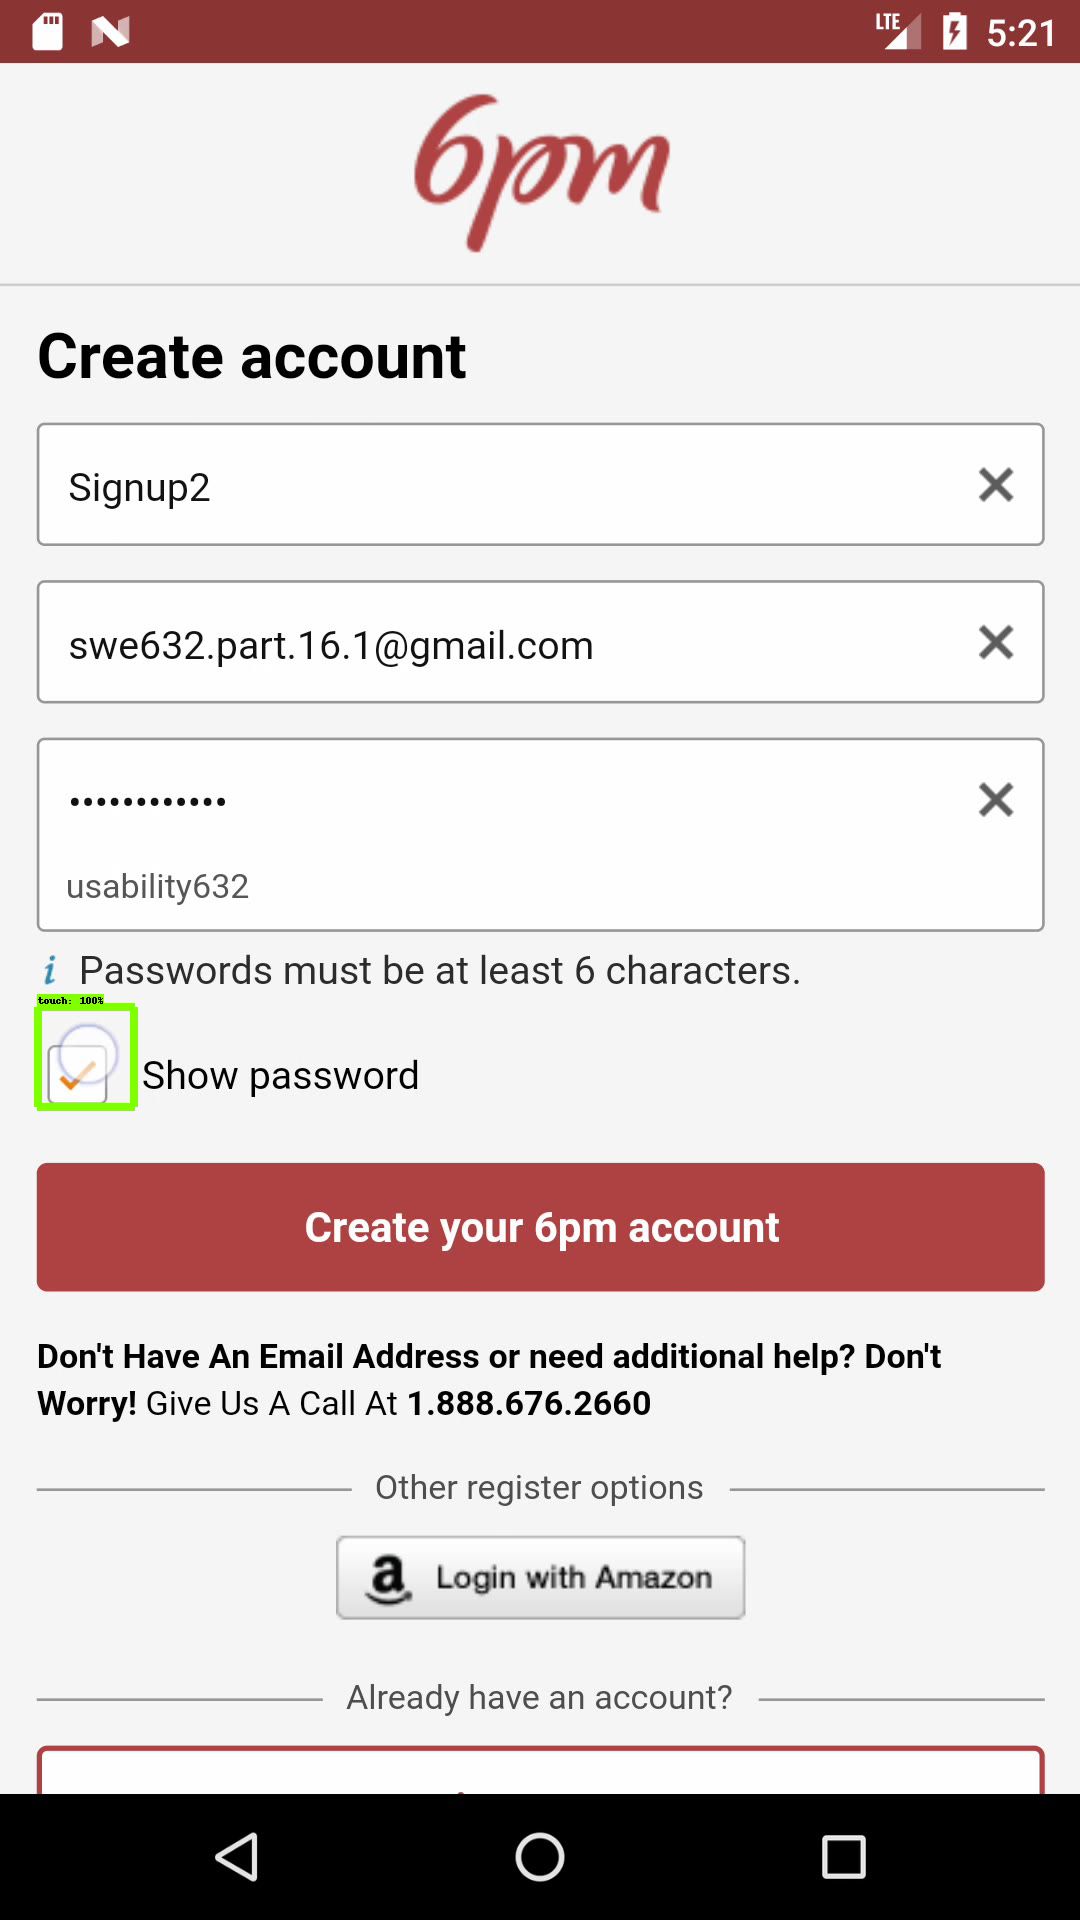 LTE 5:21
6pm
Create account
Signup2
swe632.part.16.1@gmail.com
••••••••••••
usability632
i Passwords must be at least 6 characters.
touch: 100%
Show password
Create your 6pm account
Don't Have An Email Address or need additional help? Don't
Worry! Give Us A Call At 1.888.676.2660
Other register options
a Login with Amazon
Already have an account?